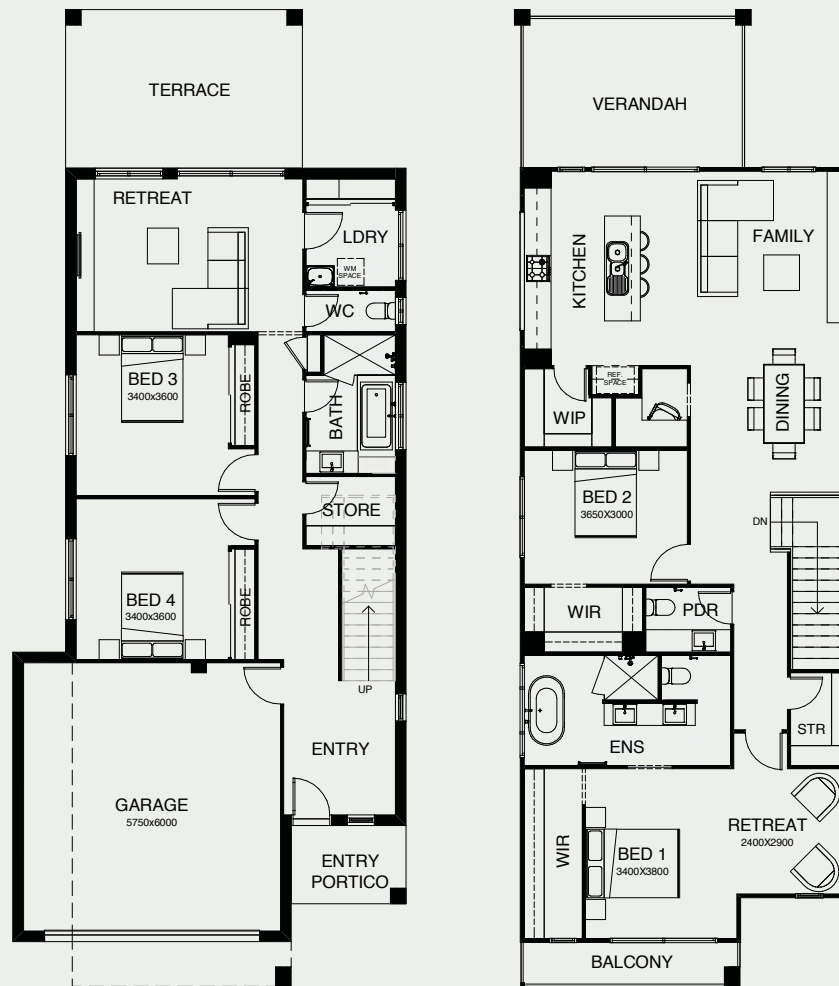 TERRACE
RETREAT
LDRY
WM
SPACE
WC
BED 3
3400x3600
ROBE
BATH
STORE
BED 4
3400x3600
ROBE
UP
ENTRY
GARAGE
5750x6000
ENTRY
PORTICO
VERANDAH
KITCHEN
FAMILY
REF.
SPACE
WIP
DINING
BED 2
3650X3000
DN
WIR
PDR
ENS
STR
WIR
BED 1
3400X3800
RETREAT
2400X2900
BALCONY